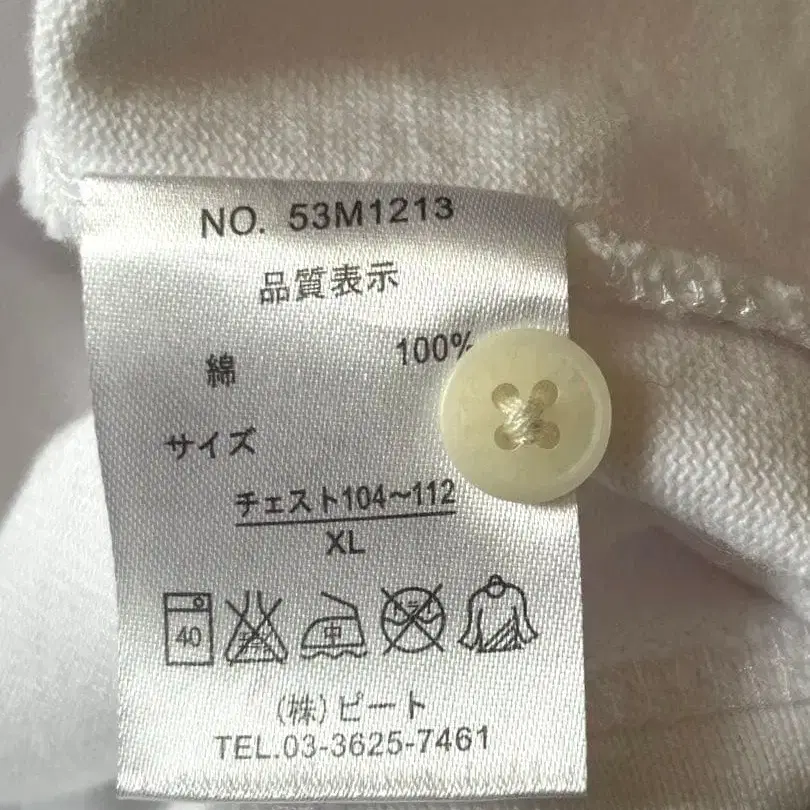 NO. 53M1213
品質表示
綿 100%
サイズ
チェスト104~112
XL
40 中
(株)ピート
TEL.03-3625-7461